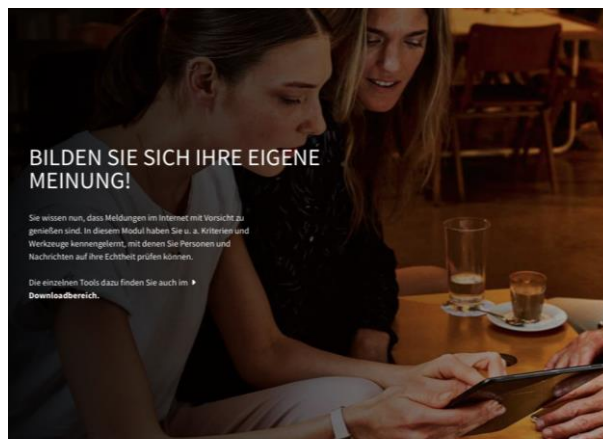 BILDEN SIE SICH IHRE EIGENE
MEINUNG!
Sie wissen nun, dass Meldungen im Internet mit Vorsicht zu
genießen sind. In diesem Modul haben Sie u. a. Kriterien und
Werkzeuge kennengelernt, mit denen Sie Personen und
Nachrichten auf ihre Echtheit prüfen können.
Die einzelnen Tools dazu finden Sie auch im
Downloadbereich.